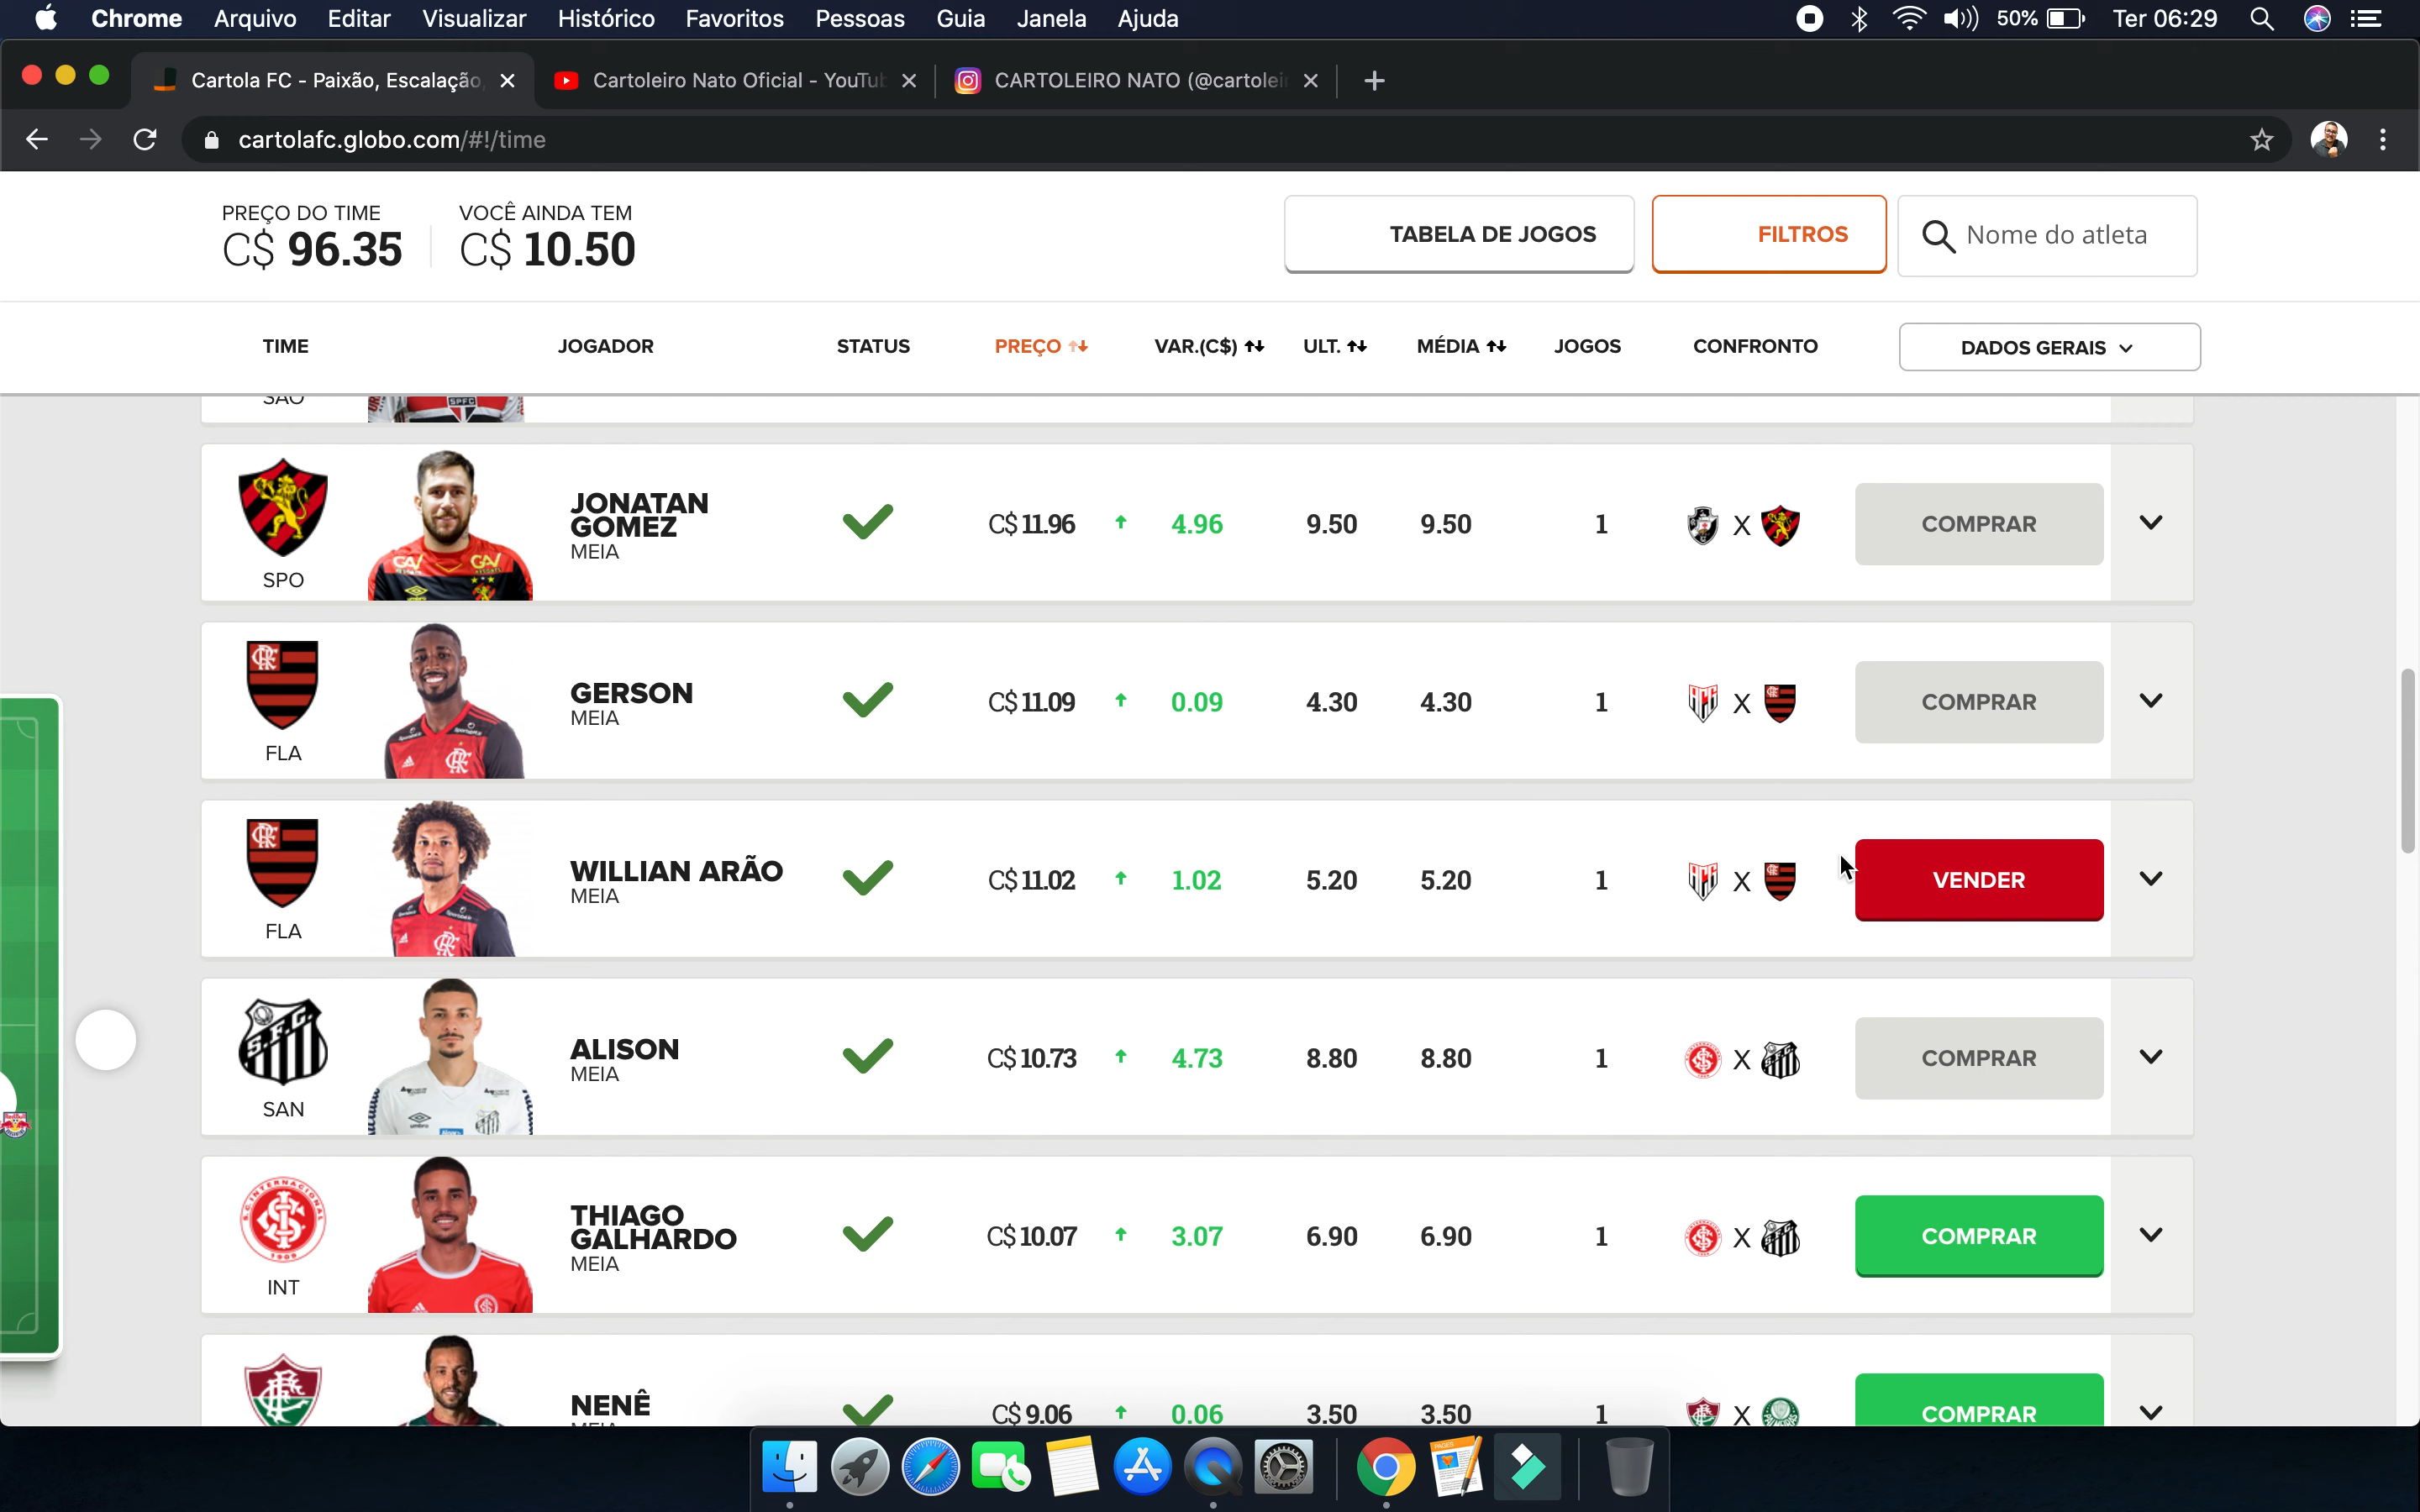 Chrome Arquivo Editar Visualizar Histórico Favoritos Pessoas Guia Janela Ajuda 50% Ter 06:29
Cartola FC - Paixão, Escalação, Cartoleiro Nato Oficial - YouTub CARTOLEIRO NATO (@cartolei
cartolafc.globo.com/#!/time
PREÇO DO TIME VOCÊ AINDA TEM
C$ 96.35 C$ 10.50
TABELA DE JOGOS FILTROS Nome do atleta
TIME JOGADOR STATUS PREÇO VAR.(C$) ULT. MÉDIA JOGOS CONFRONTO DADOS GERAIS
SAO SPFC
JONATAN
GOMEZ
MEIA
SPO
C$ 11.96 4.96 9.50 9.50 1 X COMPRAR
GERSON
MEIA
FLA
C$ 11.09 0.09 4.30 4.30 1 X COMPRAR
WILLIAN ARÃO
MEIA
FLA
C$ 11.02 1.02 5.20 5.20 1 X VENDER
ALISON
MEIA
SAN
C$ 10.73 4.73 8.80 8.80 1 X COMPRAR
THIAGO
GALHARDO
MEIA
INT
C$ 10.07 3.07 6.90 6.90 1 X COMPRAR
NENÊ
MEIA
C$ 9.06 0.06 3.50 3.50 1 X COMPRAR